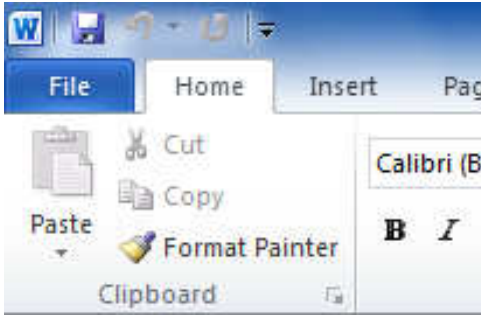 W
File Home Insert Pag
Cut
Calibri (B
Copy
Paste
B I
Format Painter
Clipboard